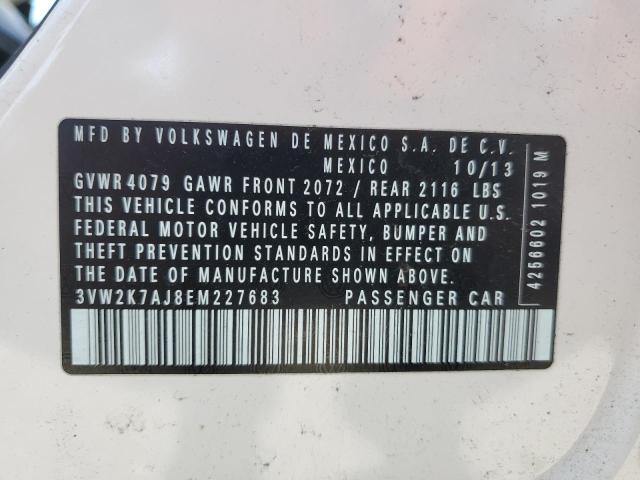 MFD BY VOLKSWAGEN DE MEXICO S.A. DE C.V.
MEXICO 10/13
GVWR 4079 GAWR FRONT 2072 / REAR 2116 LBS
THIS VEHICLE CONFORMS TO ALL APPLICABLE U.S.
FEDERAL MOTOR VEHICLE SAFETY, BUMPER AND
THEFT PREVENTION STANDARDS IN EFFECT ON
THE DATE OF MANUFACTURE SHOWN ABOVE.
3VW2K7AJ8EM227683 PASSENGER CAR
4256602 1019 M